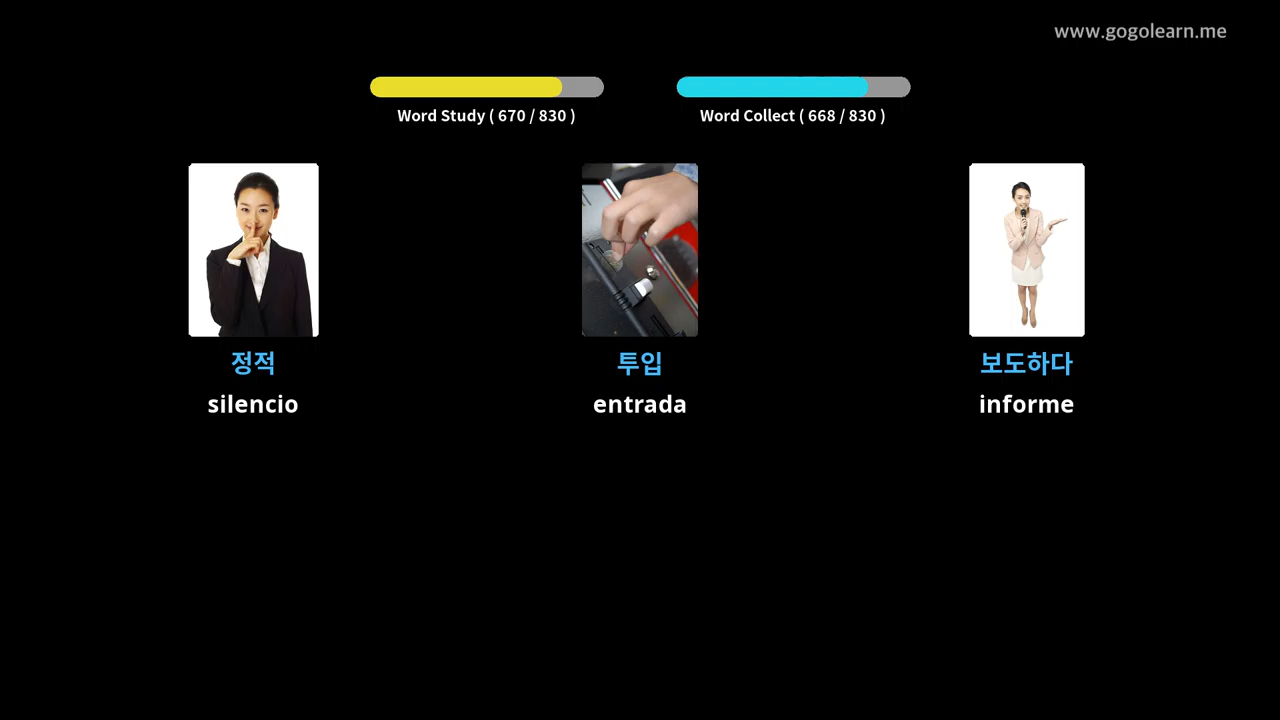 www.gogolearn.me
Word Study ( 670 / 830 )
Word Collect ( 668 / 830 )
정적
투입
보도하다
silencio
entrada
informe